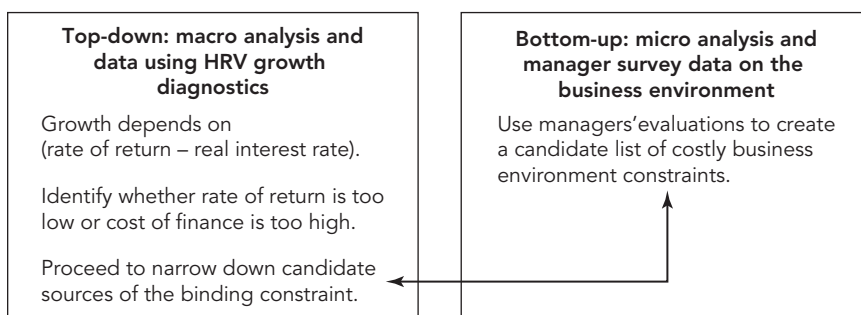 Top-down: macro analysis and
data using HRV growth
diagnostics
Growth depends on
(rate of return – real interest rate).
Identify whether rate of return is too
low or cost of finance is too high.
Proceed to narrow down candidate
sources of the binding constraint.
Bottom-up: micro analysis and
manager survey data on the
business environment
Use managers’evaluations to create
a candidate list of costly business
environment constraints.